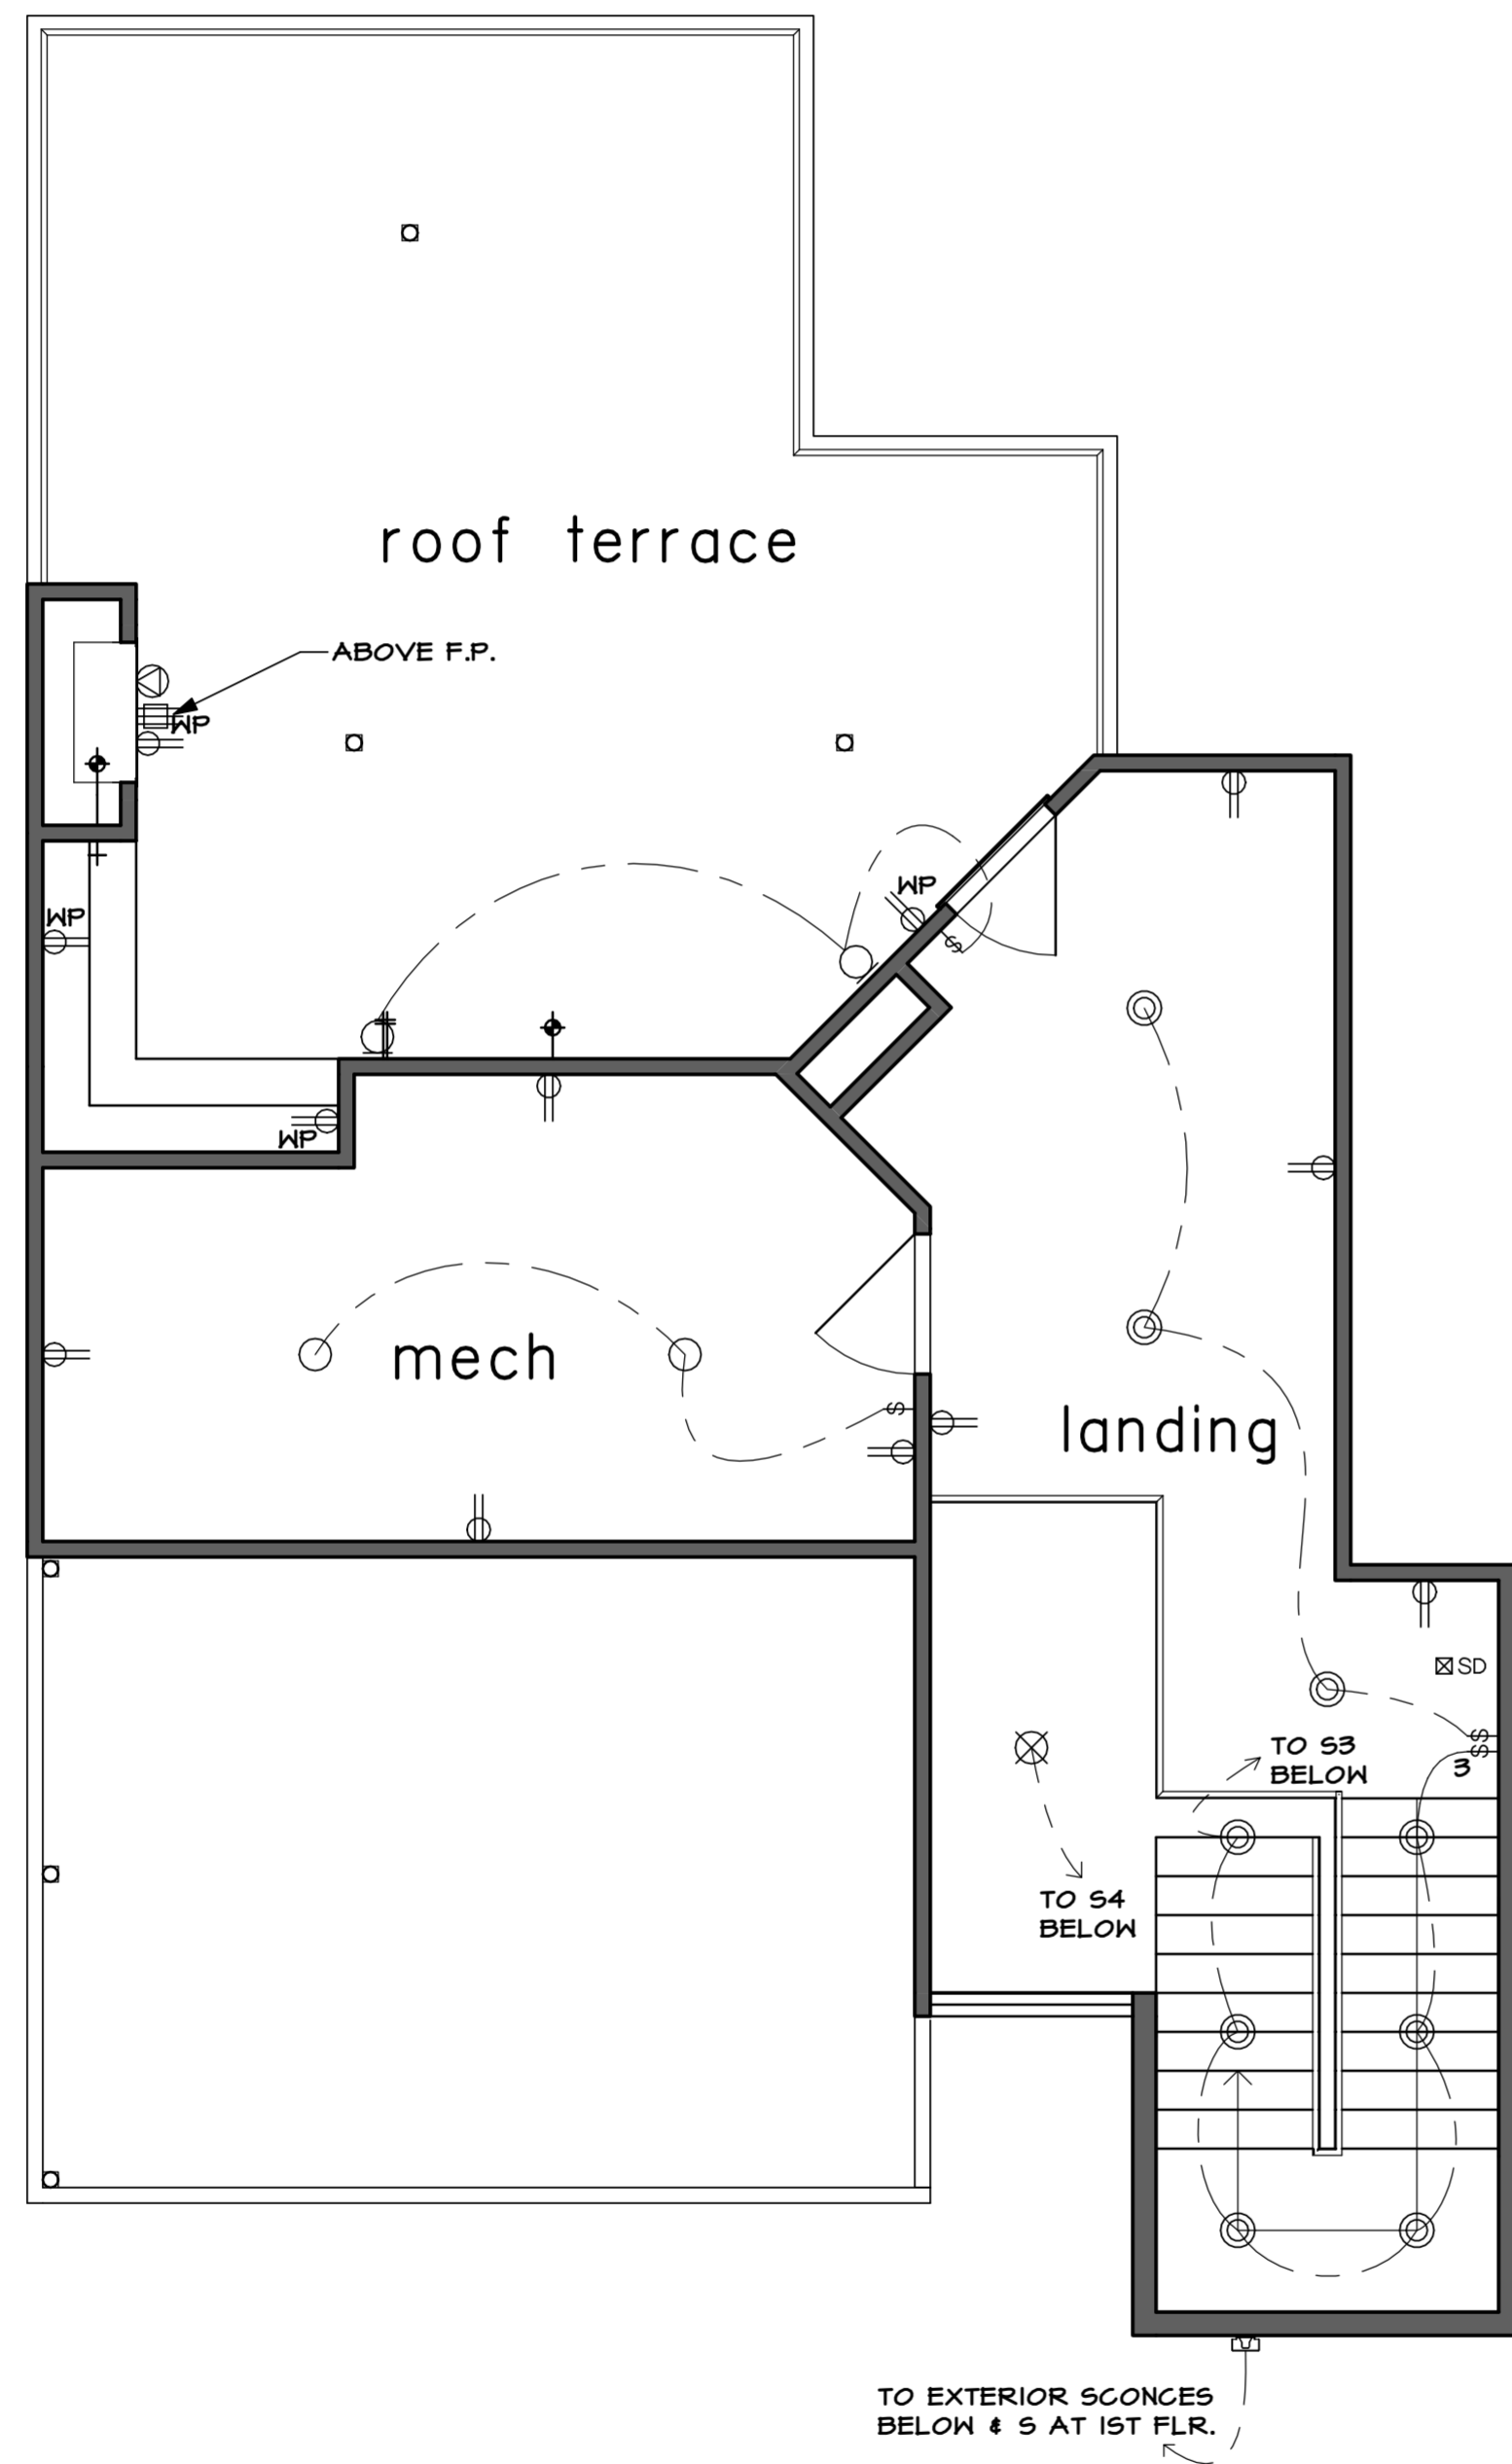 roof terrace
ABOVE F.P.
WP
WP
WP
WP
S
mech
S
landing
SD
S
S
3
TO S3
BELOW
TO S4
BELOW
TO EXTERIOR SCONCES
BELOW & S AT 1ST FLR.